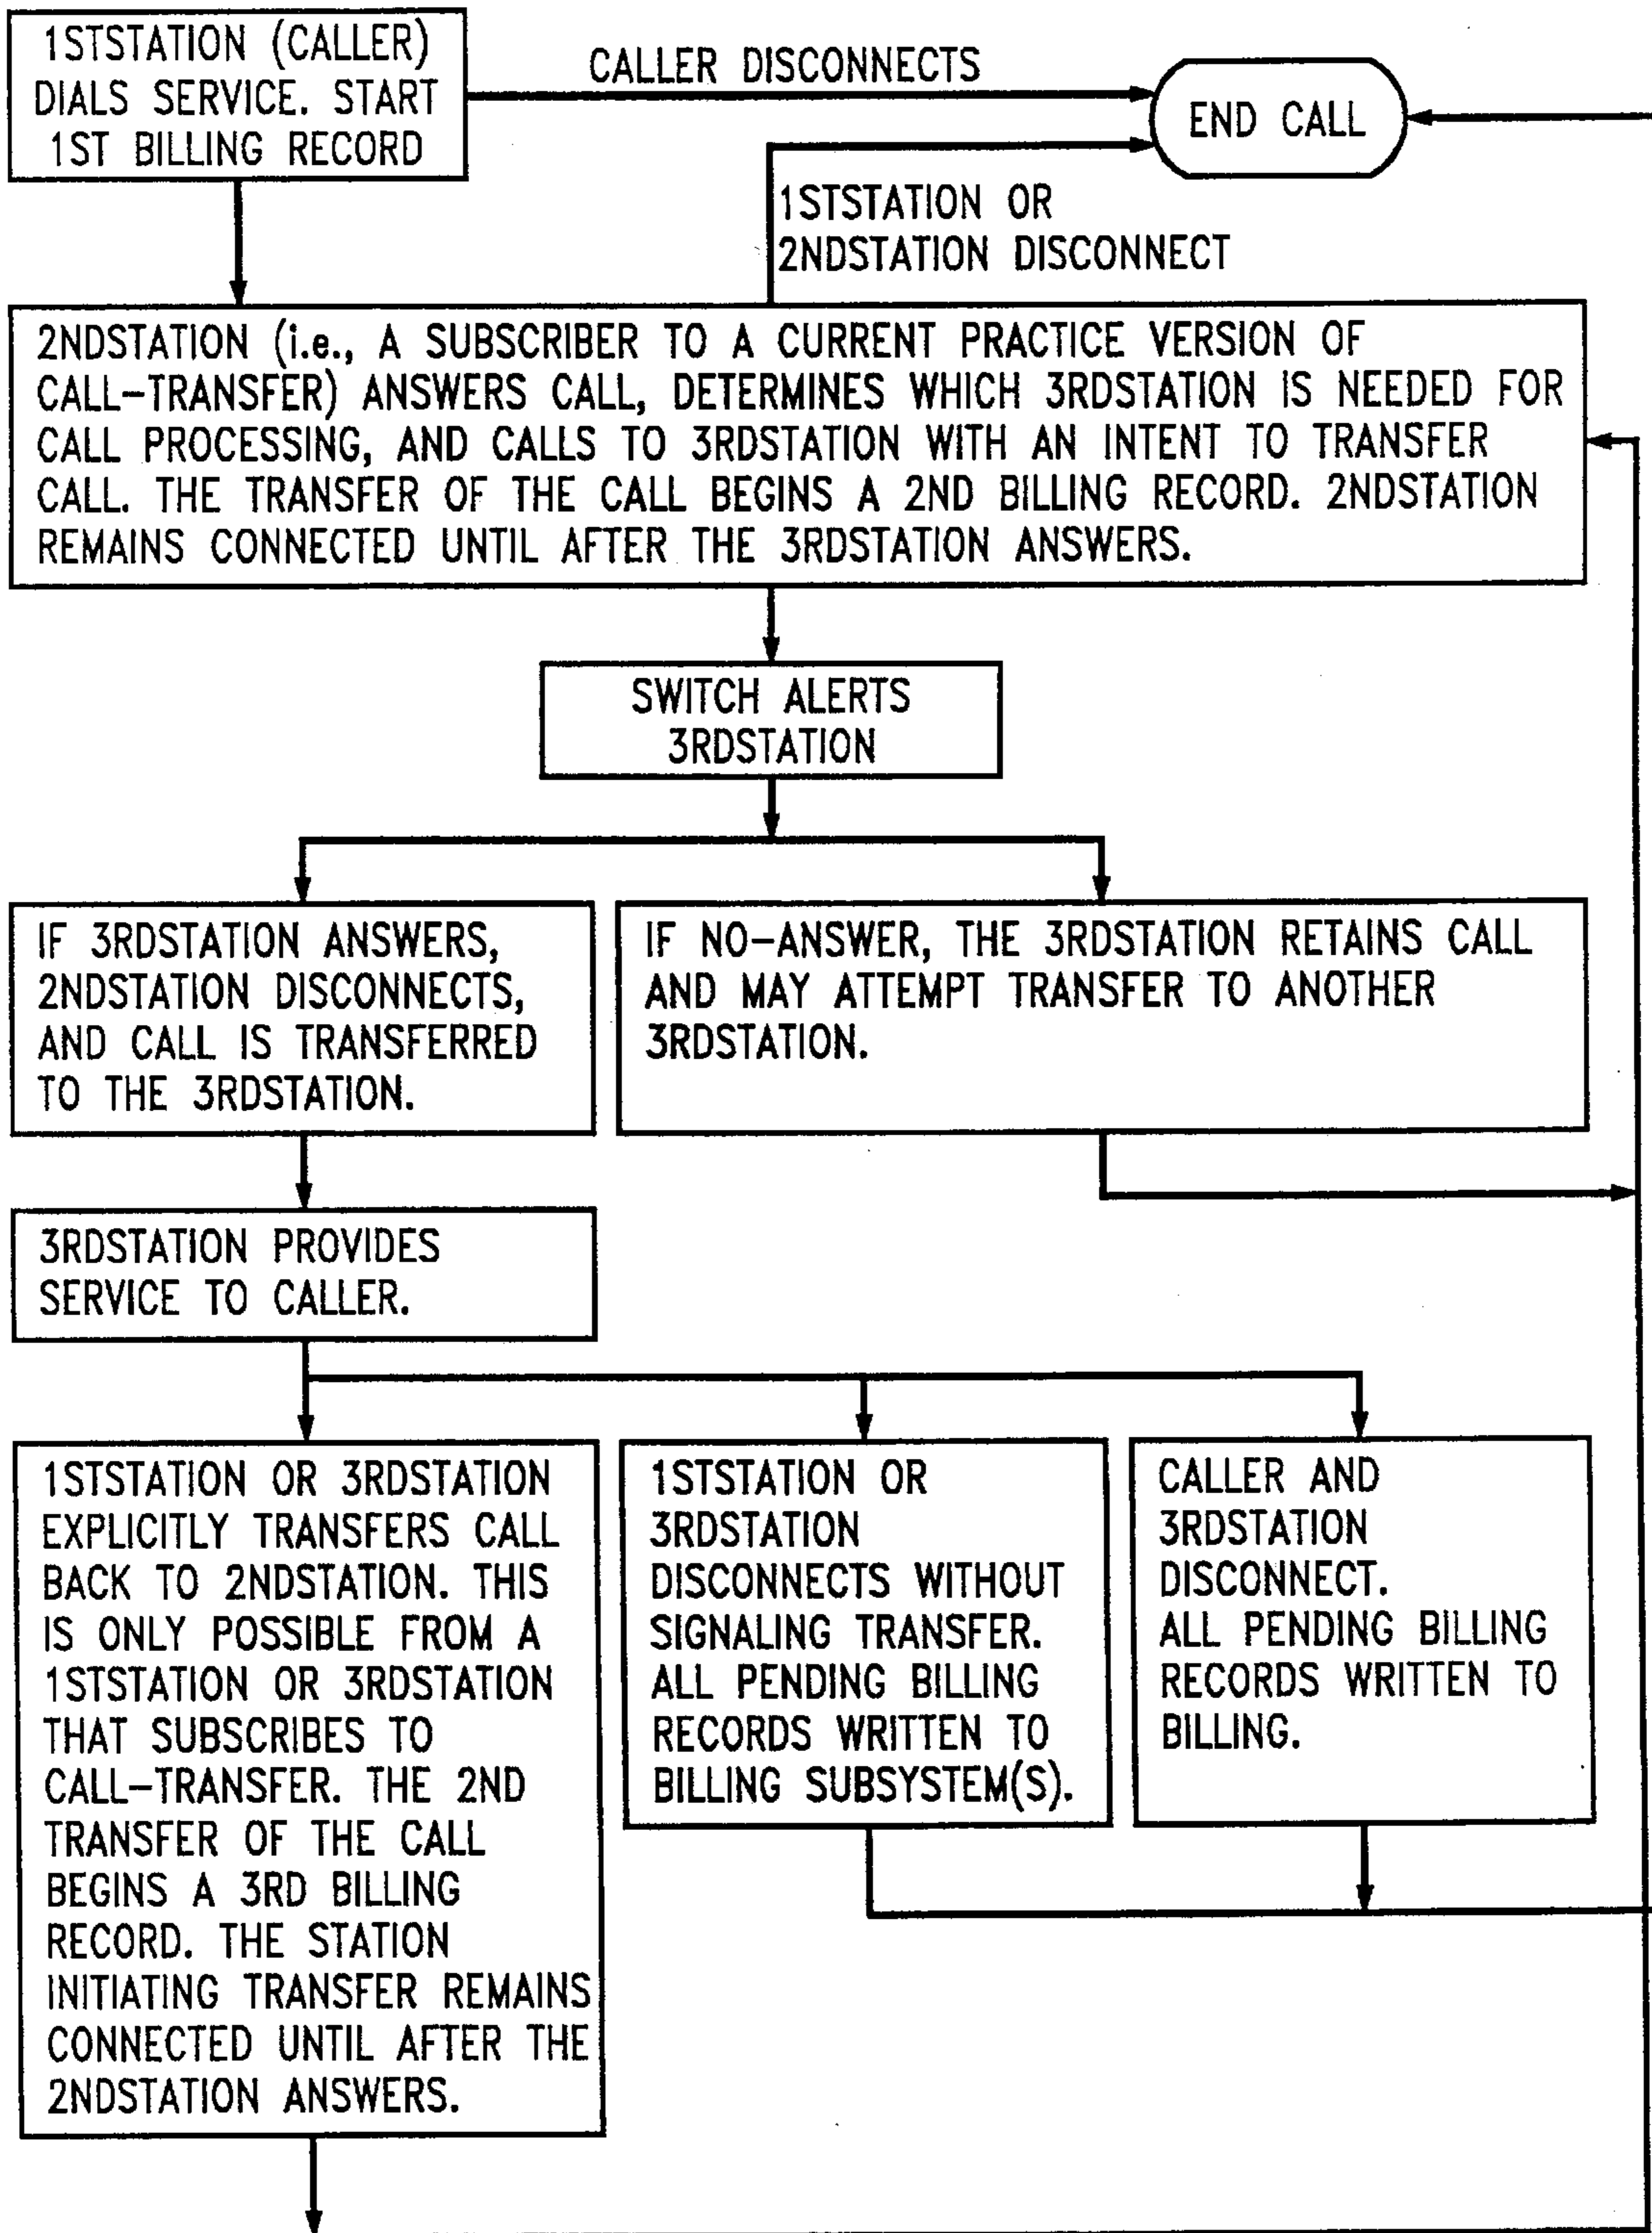 1STSTATION (CALLER)
DIALS SERVICE. START
1ST BILLING RECORD
CALLER DISCONNECTS
END CALL
1STSTATION OR
2NDSTATION DISCONNECT
2NDSTATION (i.e., A SUBSCRIBER TO A CURRENT PRACTICE VERSION OF
CALL-TRANSFER) ANSWERS CALL, DETERMINES WHICH 3RDSTATION IS NEEDED FOR
CALL PROCESSING, AND CALLS TO 3RDSTATION WITH AN INTENT TO TRANSFER
CALL. THE TRANSFER OF THE CALL BEGINS A 2ND BILLING RECORD. 2NDSTATION
REMAINS CONNECTED UNTIL AFTER THE 3RDSTATION ANSWERS.
SWITCH ALERTS
3RDSTATION
IF 3RDSTATION ANSWERS,
2NDSTATION DISCONNECTS,
AND CALL IS TRANSFERRED
TO THE 3RDSTATION.
IF NO-ANSWER, THE 3RDSTATION RETAINS CALL
AND MAY ATTEMPT TRANSFER TO ANOTHER
3RDSTATION.
3RDSTATION PROVIDES
SERVICE TO CALLER.
1STSTATION OR 3RDSTATION
EXPLICITLY TRANSFERS CALL
BACK TO 2NDSTATION. THIS
IS ONLY POSSIBLE FROM A
1STSTATION OR 3RDSTATION
THAT SUBSCRIBES TO
CALL-TRANSFER. THE 2ND
TRANSFER OF THE CALL
BEGINS A 3RD BILLING
RECORD. THE STATION
INITIATING TRANSFER REMAINS
CONNECTED UNTIL AFTER THE
2NDSTATION ANSWERS.
1STSTATION OR
3RDSTATION
DISCONNECTS WITHOUT
SIGNALING TRANSFER.
ALL PENDING BILLING
RECORDS WRITTEN TO
BILLING SUBSYSTEM(S).
CALLER AND
3RDSTATION
DISCONNECT.
ALL PENDING BILLING
RECORDS WRITTEN TO
BILLING.